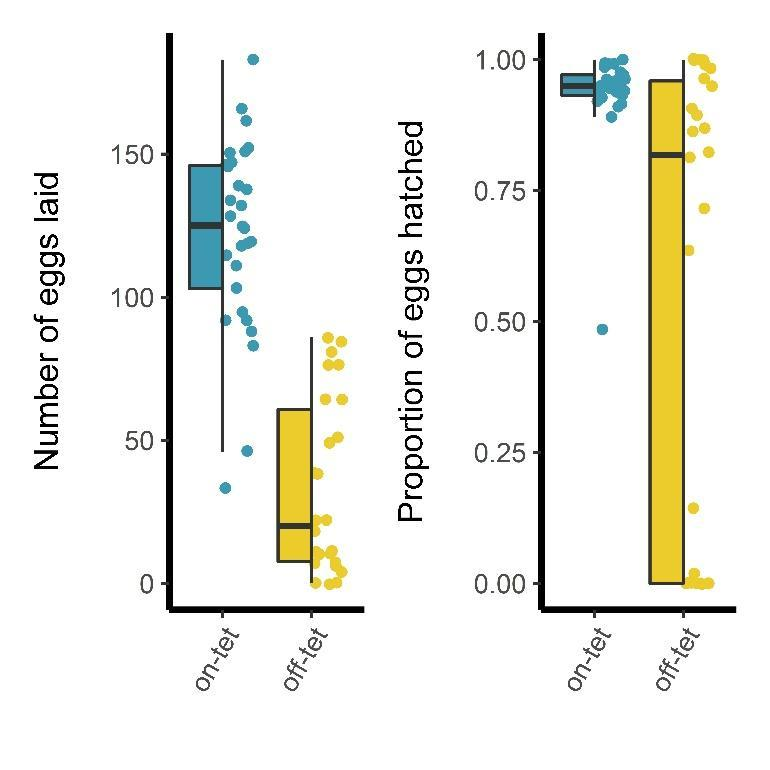 Number of eggs laid
150
100
50
0
on-tet
off-tet
Proportion of eggs hatched
1.00
0.75
0.50
0.25
0.00
on-tet
off-tet